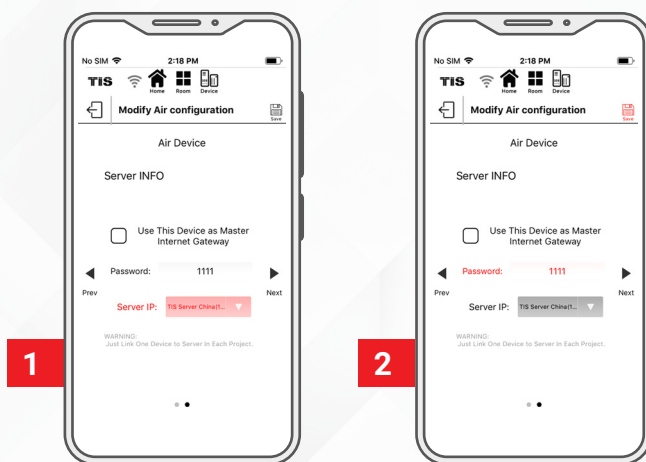 No SIM 2:18 PM
TIS
Home Room Device
Modify Air configuration
Save
Air Device
Server INFO
Use This Device as Master
Internet Gateway
Password: 1111
Prev Next
Server IP: TIS Server China(1...
WARNING:
Just Link One Device to Server In Each Project.
1
No SIM 2:18 PM
TIS
Home Room Device
Modify Air configuration
Save
Air Device
Server INFO
Use This Device as Master
Internet Gateway
Password: 1111
Prev Next
Server IP: TIS Server China(1...
WARNING:
Just Link One Device to Server In Each Project.
2